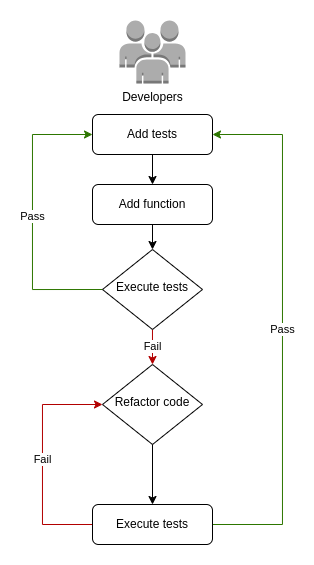 Developers
Add tests
Add function
Pass
Execute tests
Pass
Fail
Refactor code
Fail
Execute tests